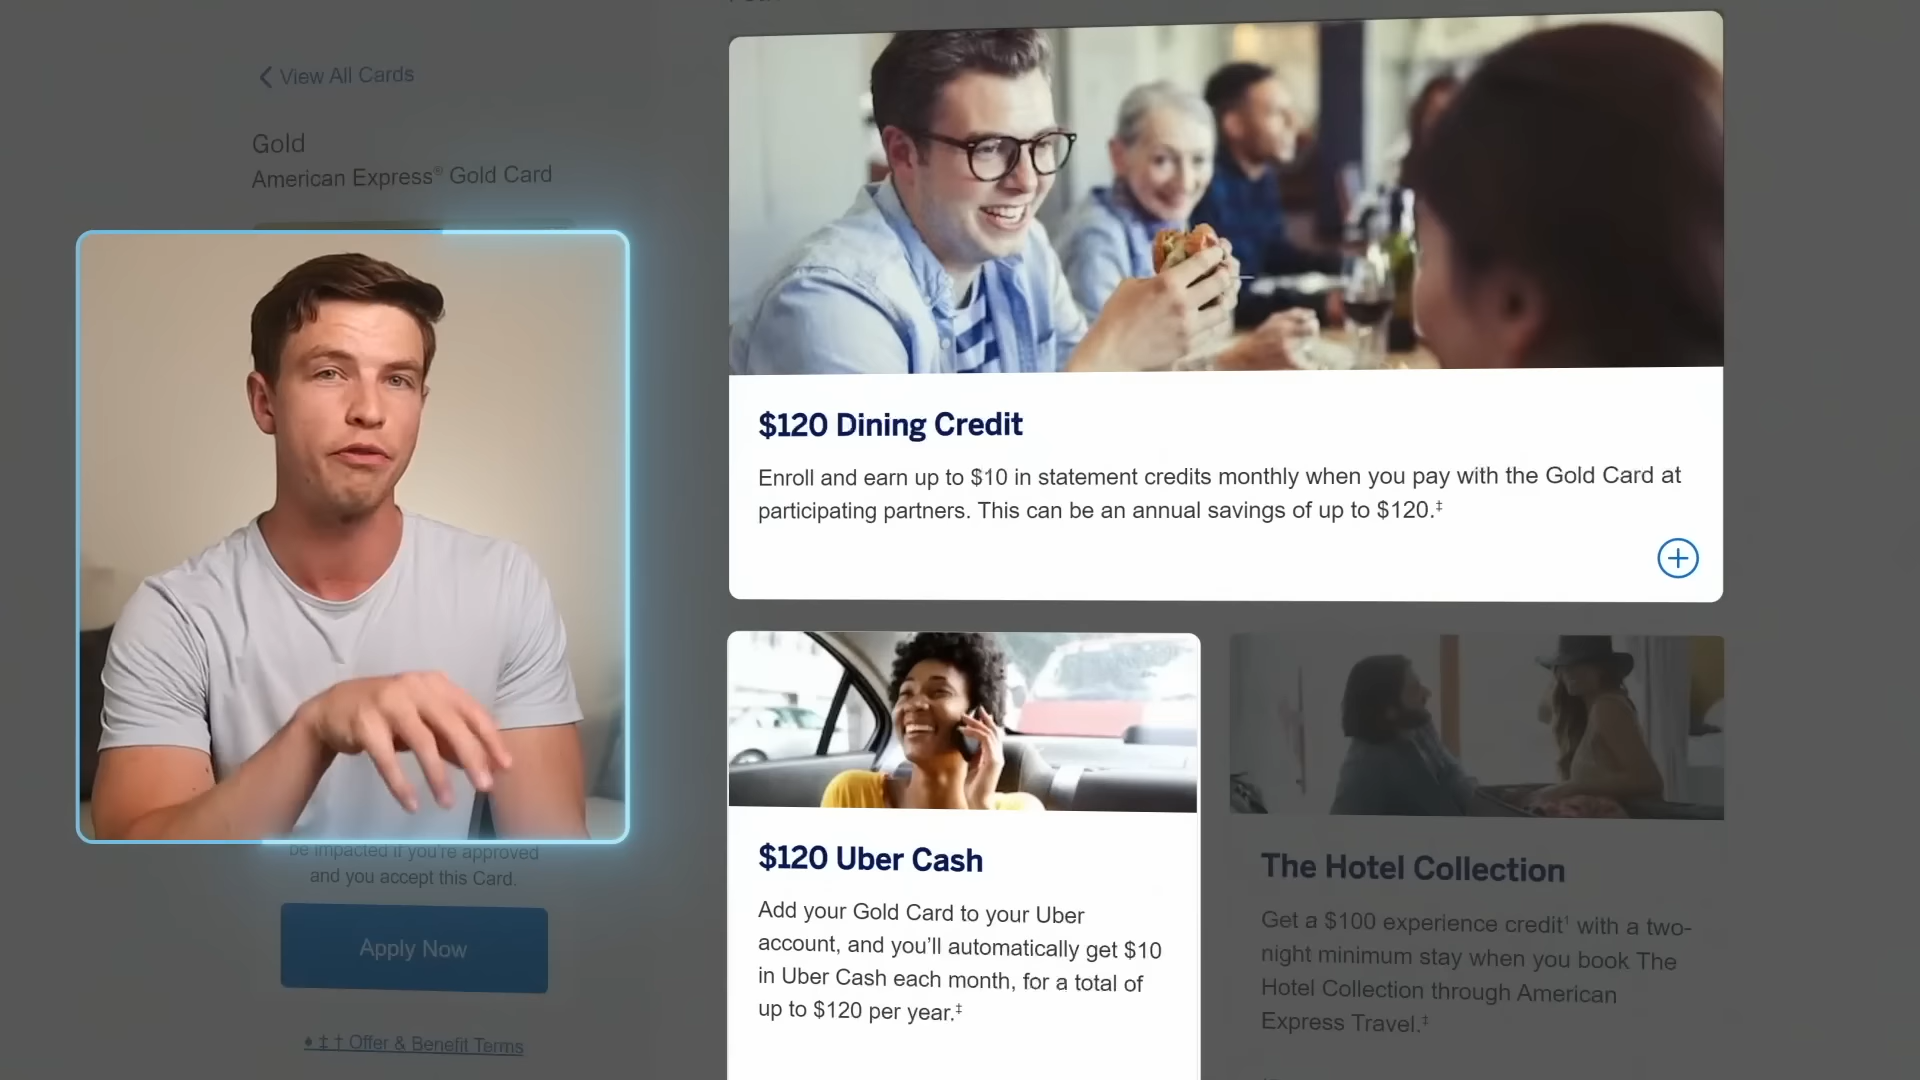 View All Cards
Gold
American Express® Gold Card
be impacted if you're approved
and you accept this Card.
Apply Now
‡ † Offer & Benefit Terms
$120 Dining Credit
Enroll and earn up to $10 in statement credits monthly when you pay with the Gold Card at
participating partners. This can be an annual savings of up to $120.‡
$120 Uber Cash
Add your Gold Card to your Uber
account, and you’ll automatically get $10
in Uber Cash each month, for a total of
up to $120 per year.‡
The Hotel Collection
Get a $100 experience credit¹ with a two-
night minimum stay when you book The
Hotel Collection through American
Express Travel.‡